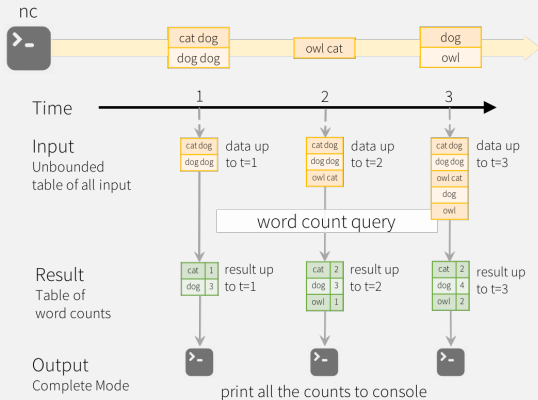 nc
cat dog
dog dog
owl cat
dog
owl
Time
1
2
3
Input
Unbounded
table of all input
cat dog
dog dog
data up
to t=1
cat dog
dog dog
owl cat
data up
to t=2
cat dog
dog dog
owl cat
dog
owl
data up
to t=3
word count query
Result
Table of
word counts
cat 1
dog 3
result up
to t=1
cat 2
dog 3
owl 1
result up
to t=2
cat 2
dog 4
owl 2
result up
to t=3
Output
Complete Mode
print all the counts to console